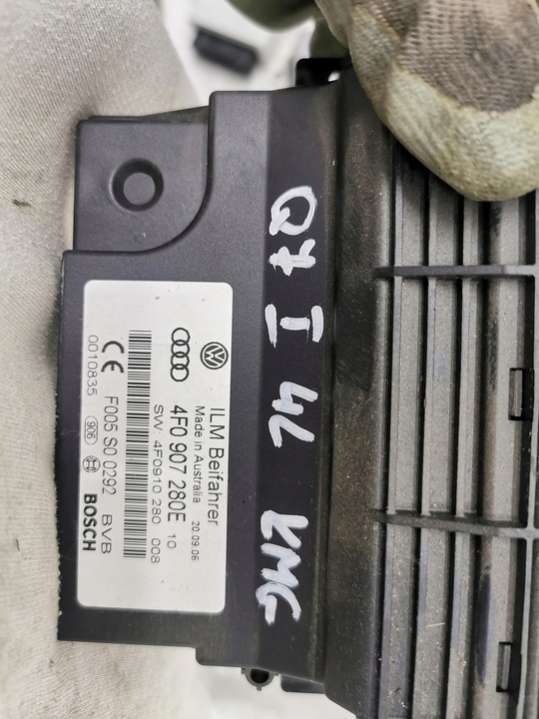 Q7 I 4L KMG
ILM Beifahrer
Made in Australia 20.09.06
4F0 907 280E 10
SW: 4F0910 280 008
F005 S0 0292 BVB
0010835 906 BOSCH